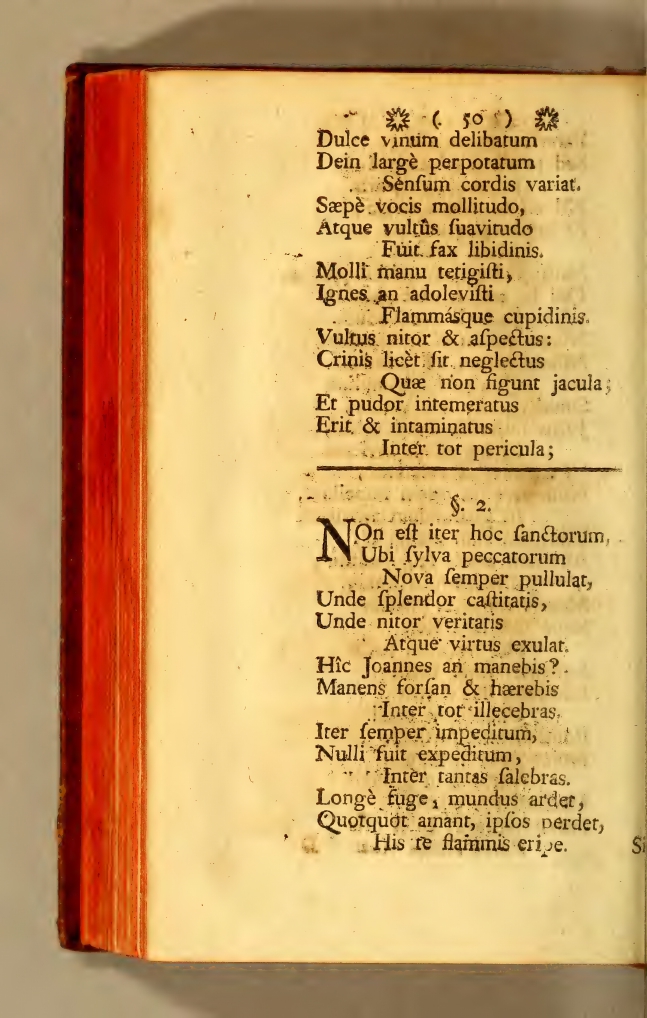 ( 50 )
Dulce vinum delibatum
Dein largè perpotatum
Senſum cordis variat.
Sæpè vocis mollitudo,
Atque vultûs ſuavitudo
Fuit fax libidinis.
Molli manu tetigiſti,
Ignes an adoleviſti
Flammásque cupidinis.
Vultus nitor & aſpectus:
Crinis licèt ſit neglectus
Quæ non figunt jacula;
Et pudor intemeratus
Erit & intaminatus
Inter tot pericula;
§. 2.
NOn eſt iter hoc ſanctorum,
Ubi ſylva peccatorum
Nova ſemper pullulat,
Unde ſplendor caſtitatis,
Unde nitor veritatis
Atque virtus exulat.
Hîc Joannes an manebis?
Manens forſan & hærebis
Inter tot illecebras.
Iter ſemper impeditum,
Nulli fuit expeditum,
Inter tantas ſalebras.
Longè fuge, mundus ardet,
Quotquot amant, ipſos perdet,
His te flammis eripe.
Si